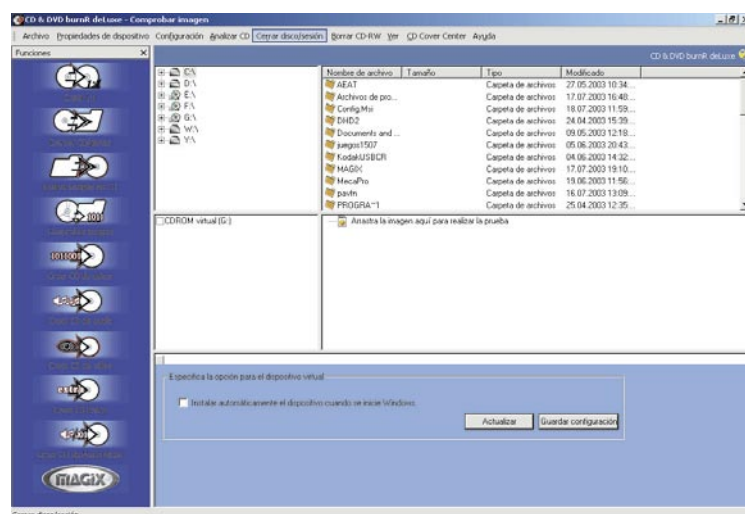 CD & DVD burnR deLuxe - Comprobar imagen
Archivo Propiedades de dispositivo Configuración Analizar CD Cerrar disco/sesión Borrar CD-RW Ver CD Cover Center Ayuda
Funciones
CD & DVD burnR deLuxe
C:\
D:\
E:\
F:\
G:\
W:\
Y:\
Nombre de archivo Tamaño Tipo Modificado
AEAT Carpeta de archivos 27.05.2003 10:34...
Archivos de pro... Carpeta de archivos 17.07.2003 16:40...
Config.Msi Carpeta de archivos 18.07.2003 11:59...
DHD2 Carpeta de archivos 24.04.2003 15:39...
Documents and ... Carpeta de archivos 09.05.2003 12:18...
juegos1507 Carpeta de archivos 05.06.2003 20:43...
KodakUSBCR Carpeta de archivos 04.06.2003 14:32...
MAGIX Carpeta de archivos 17.07.2003 19:10...
MecaPro Carpeta de archivos 19.06.2003 11:56...
pavfn Carpeta de archivos 16.07.2003 13:09...
PROGRA~1 Carpeta de archivos 25.04.2003 12:35...
CDROM virtual (G:)
Arrastra la imagen aquí para realizar la prueba
Especifica la opción para el dispositivo virtual
Instalar automáticamente el dispositivo cuando se inicie Windows.
Actualizar Guardar configuración
MAGIX